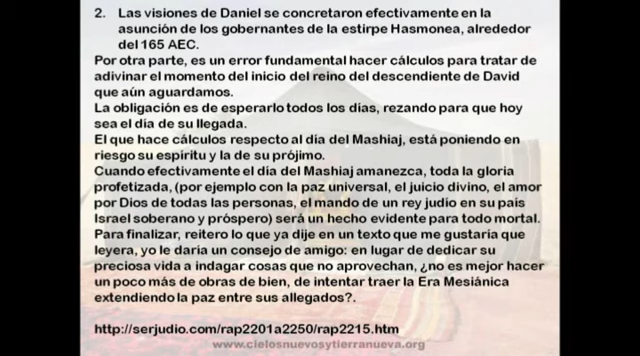 2. Las visiones de Daniel se concretaron efectivamente en la
asunción de los gobernantes de la estirpe Hasmonea, alrededor
del 165 AEC.
Por otra parte, es un error fundamental hacer cálculos para tratar de
adivinar el momento del inicio del reino del descendiente de David
que aún aguardamos.
La obligación es de esperarlo todos los días, rezando para que hoy
sea el día de su llegada.
El que hace cálculos respecto al día del Mashiaj, está poniendo en
riesgo su espíritu y la de su prójimo.
Cuando efectivamente el día del Mashiaj amanezca, toda la gloria
profetizada, (por ejemplo con la paz universal, el juicio divino, el amor
por Dios de todas las personas, el mando de un rey judío en su país
Israel soberano y próspero) será un hecho evidente para todo mortal.
Para finalizar, reitero lo que ya dije en un texto que me gustaría que
leyera, yo le daría un consejo de amigo: en lugar de dedicar su
preciosa vida a indagar cosas que no aprovechan, ¿no es mejor hacer
un poco más de obras de bien, de intentar traer la Era Mesiánica
extendiendo la paz entre sus allegados?.
http://serjudio.com/rap2201a2250/rap2215.htm
www.cielosnuevosytierranueva.org